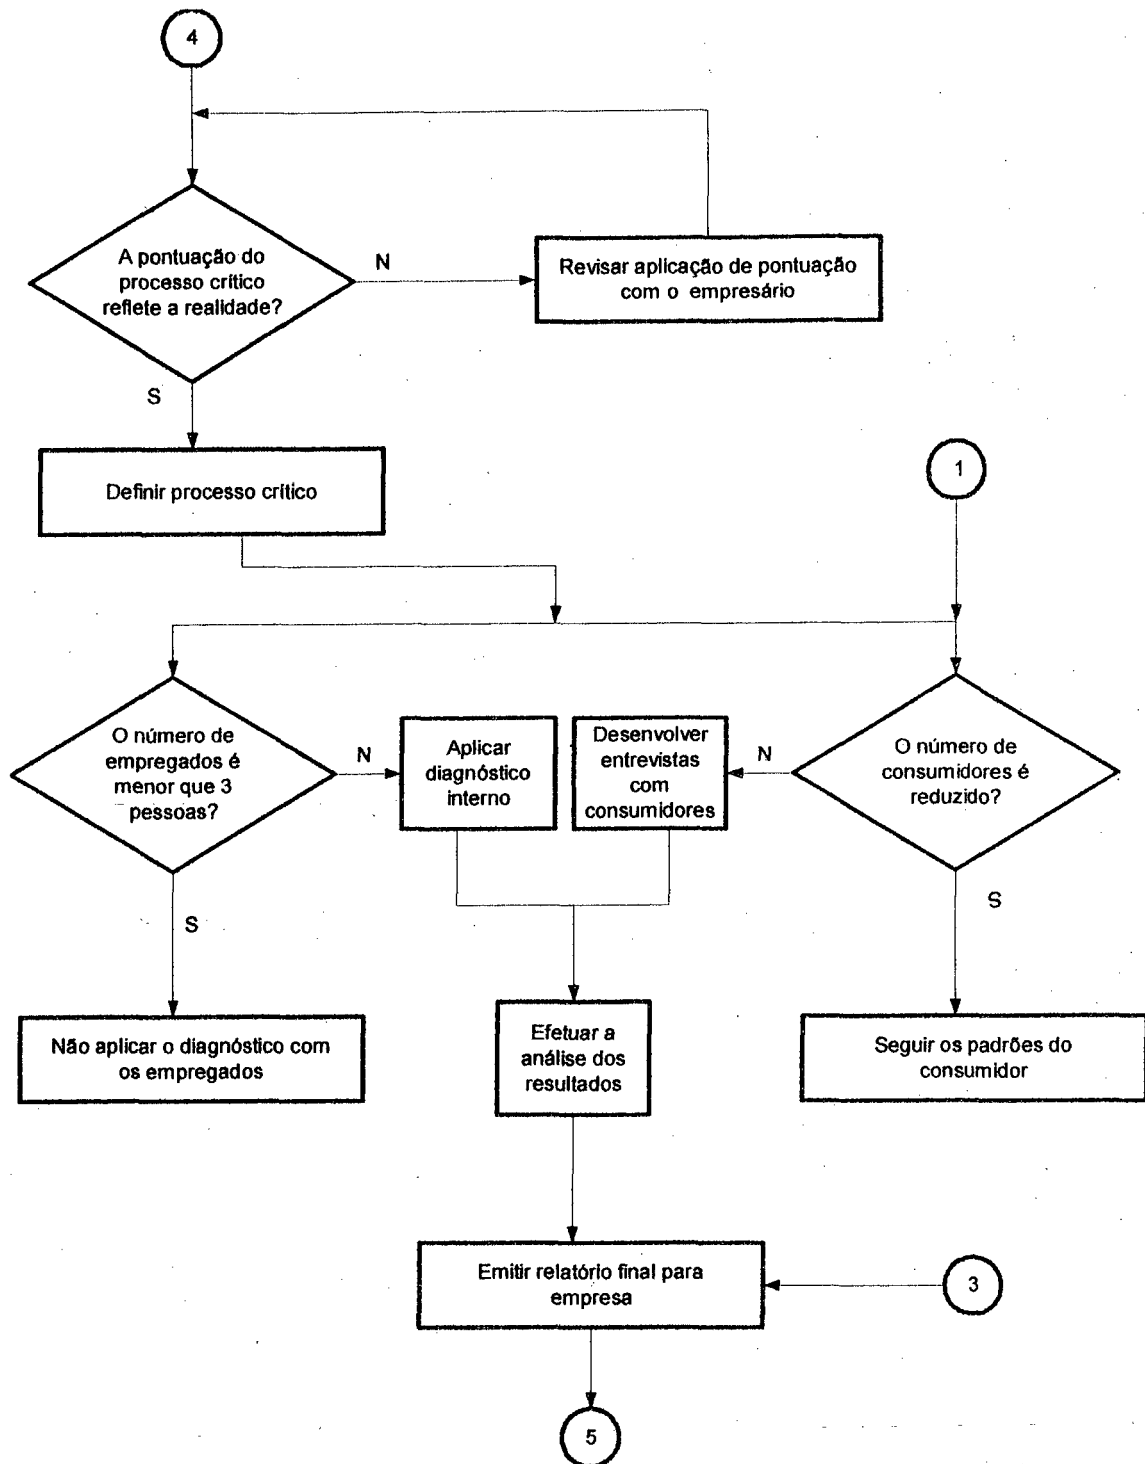 4
A pontuação do
processo crítico
reflete a realidade?
N
Revisar aplicação de pontuação
com o empresário
S
Definir processo crítico
1
O número de
empregados é
menor que 3
pessoas?
N
Aplicar
diagnóstico
interno
Desenvolver
entrevistas
com
consumidores
N
O número de
consumidores é
reduzido?
S
S
Não aplicar o diagnóstico com
os empregados
Efetuar a
análise dos
resultados
Seguir os padrões do
consumidor
Emitir relatório final para
empresa
3
5